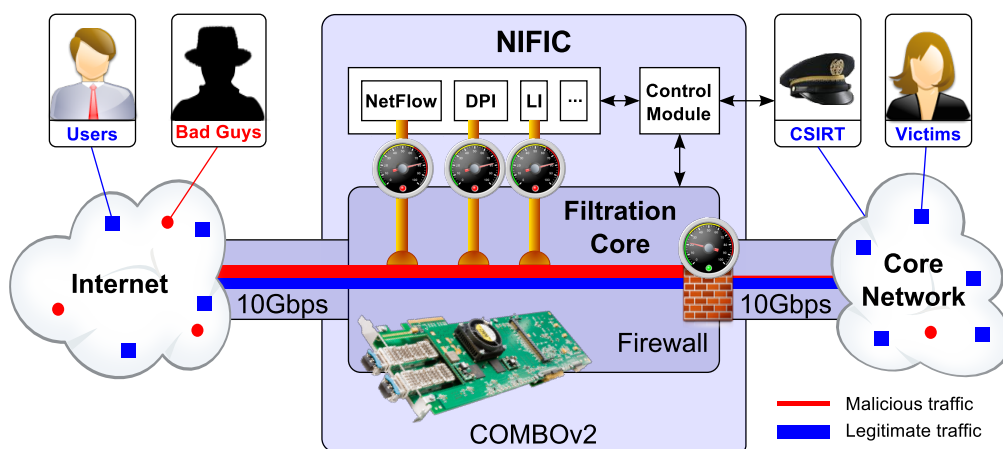 NIFIC
NetFlow
DPI
LI
...
Control
Module
Users
Bad Guys
CSIRT
Victims
Filtration
Core
Internet
Core
Network
10Gbps
10Gbps
Firewall
COMBOv2
Malicious traffic
Legitimate traffic